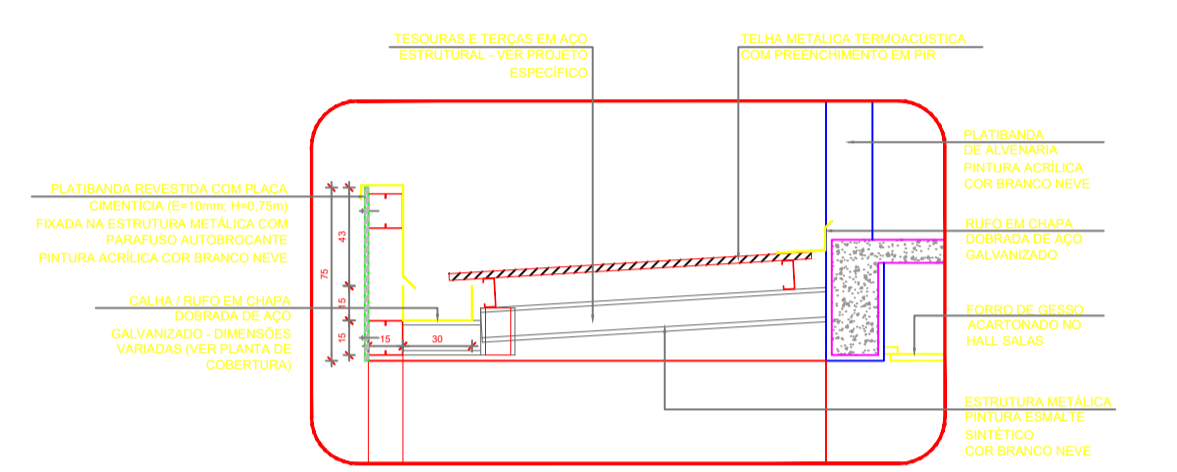 TESOURAS E TERÇAS EM AÇO
ESTRUTURAL - VER PROJETO
ESPECÍFICO
TELHA METÁLICA TERMOACÚSTICA
COM PREENCHIMENTO EM PIR
PLATIBANDA
DE ALVENARIA
PINTURA ACRÍLICA
COR BRANCO NEVE
PLATIBANDA REVESTIDA COM PLACA
CIMENTÍCIA (E=10mm; H=0,75m)
FIXADA NA ESTRUTURA METÁLICA COM
PARAFUSO AUTOBROCANTE
PINTURA ACRÍLICA COR BRANCO NEVE
RUFO EM CHAPA
DOBRADA DE AÇO
GALVANIZADO
43
75
15
15
15
30
CALHA / RUFO EM CHAPA
DOBRADA DE AÇO
GALVANIZADO - DIMENSÕES
VARIADAS (VER PLANTA DE
COBERTURA)
FORRO DE GESSO
ACARTONADO NO
HALL SALAS
ESTRUTURA METÁLICA
PINTURA ESMALTE
SINTÉTICO
COR BRANCO NEVE